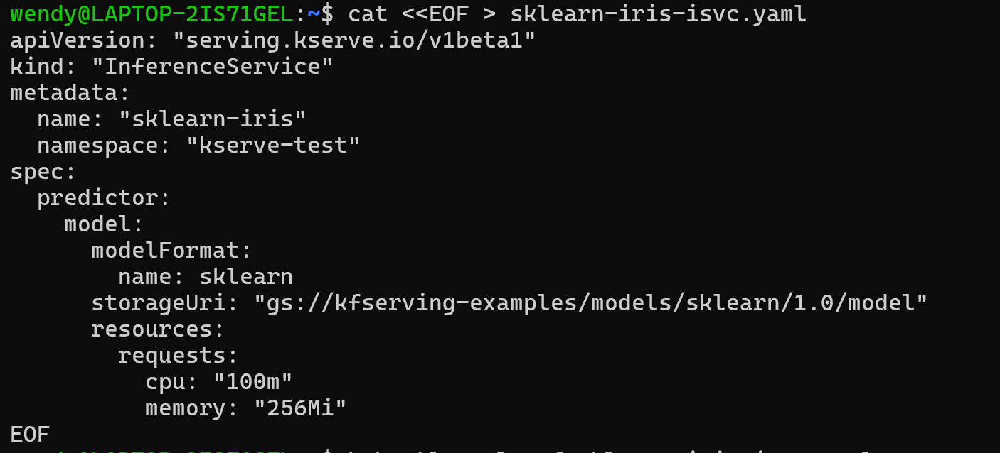 wendy@LAPTOP-2IS71GEL:~$ cat <<EOF > sklearn-iris-isvc.yaml
apiVersion: "serving.kserve.io/v1beta1"
kind: "InferenceService"
metadata:
  name: "sklearn-iris"
  namespace: "kserve-test"
spec:
  predictor:
    model:
      modelFormat:
        name: sklearn
      storageUri: "gs://kfserving-examples/models/sklearn/1.0/model"
      resources:
        requests:
          cpu: "100m"
          memory: "256Mi"
EOF